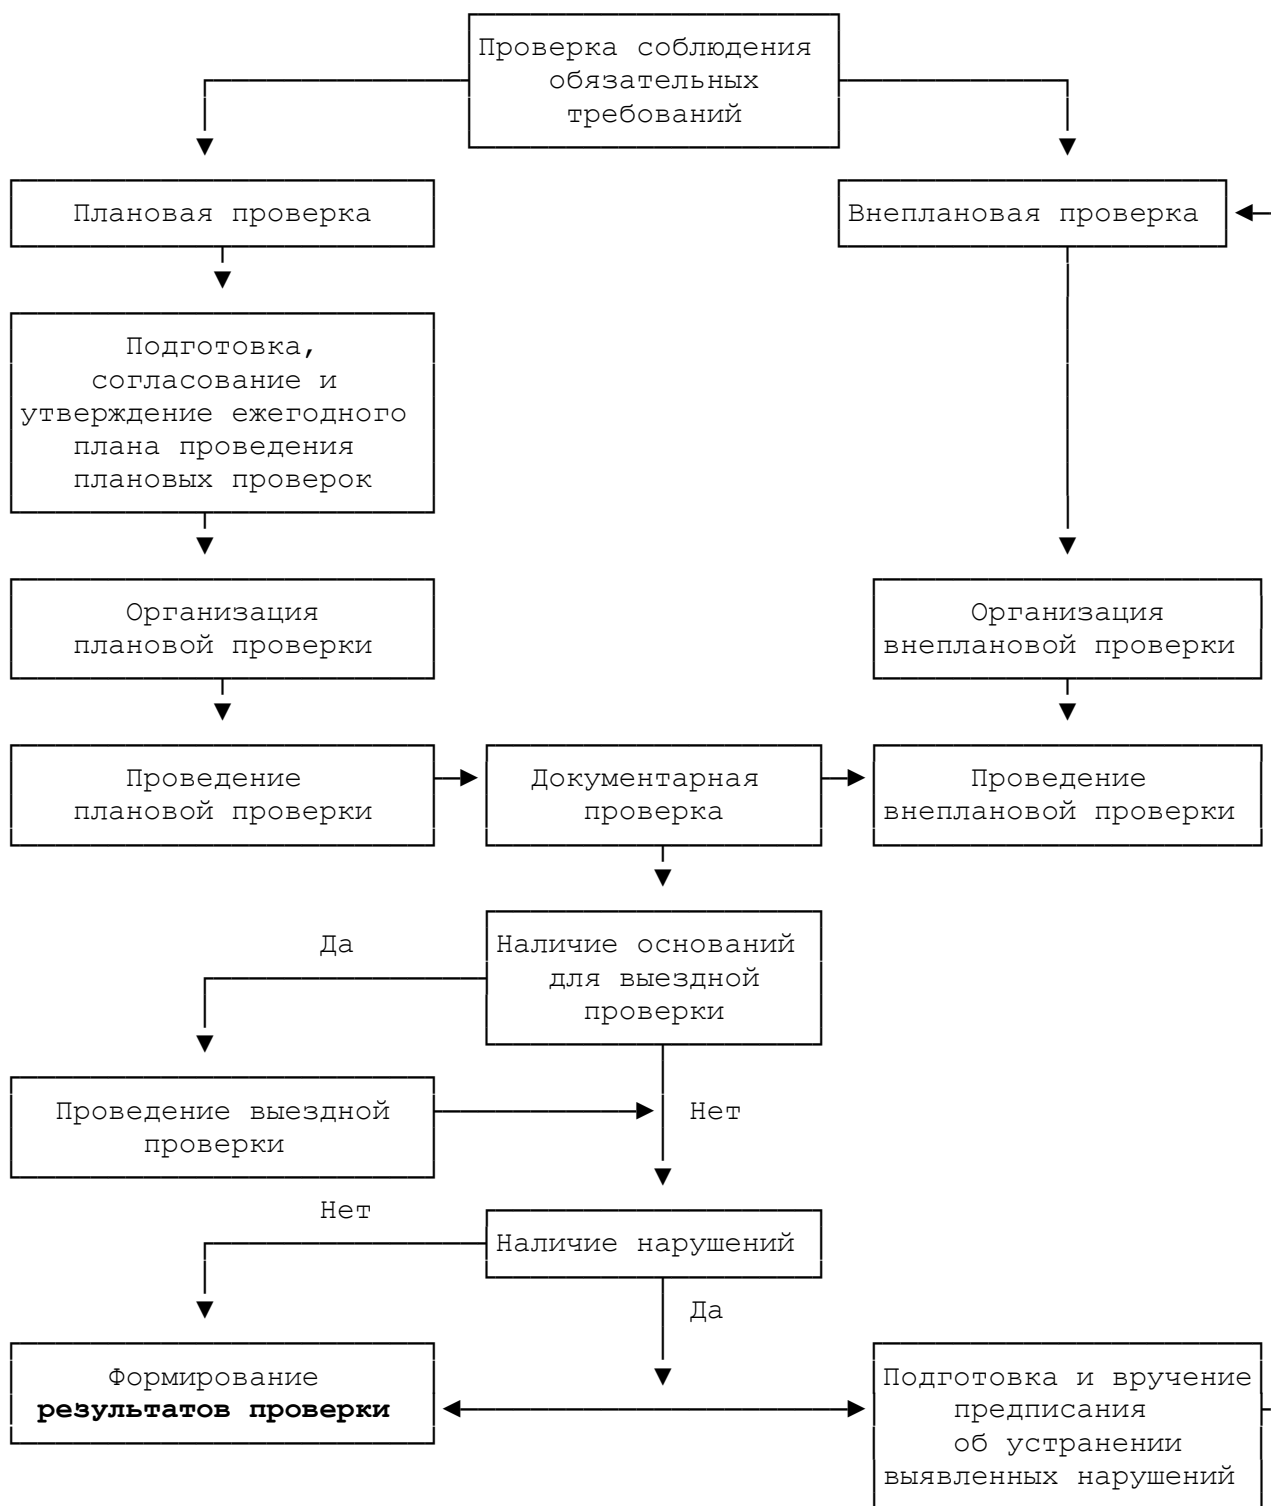 Проверка соблюдения
обязательных
требований
Плановая проверка
Внеплановая проверка
Подготовка,
согласование и
утверждение ежегодного
плана проведения
плановых проверок
Организация
плановой проверки
Организация
внеплановой проверки
Проведение
плановой проверки
Документарная
проверка
Проведение
внеплановой проверки
Да
Наличие оснований
для выездной
проверки
Проведение выездной
проверки
Нет
Нет
Наличие нарушений
Да
Формирование
результатов проверки
Подготовка и вручение
предписания
об устранении
выявленных нарушений